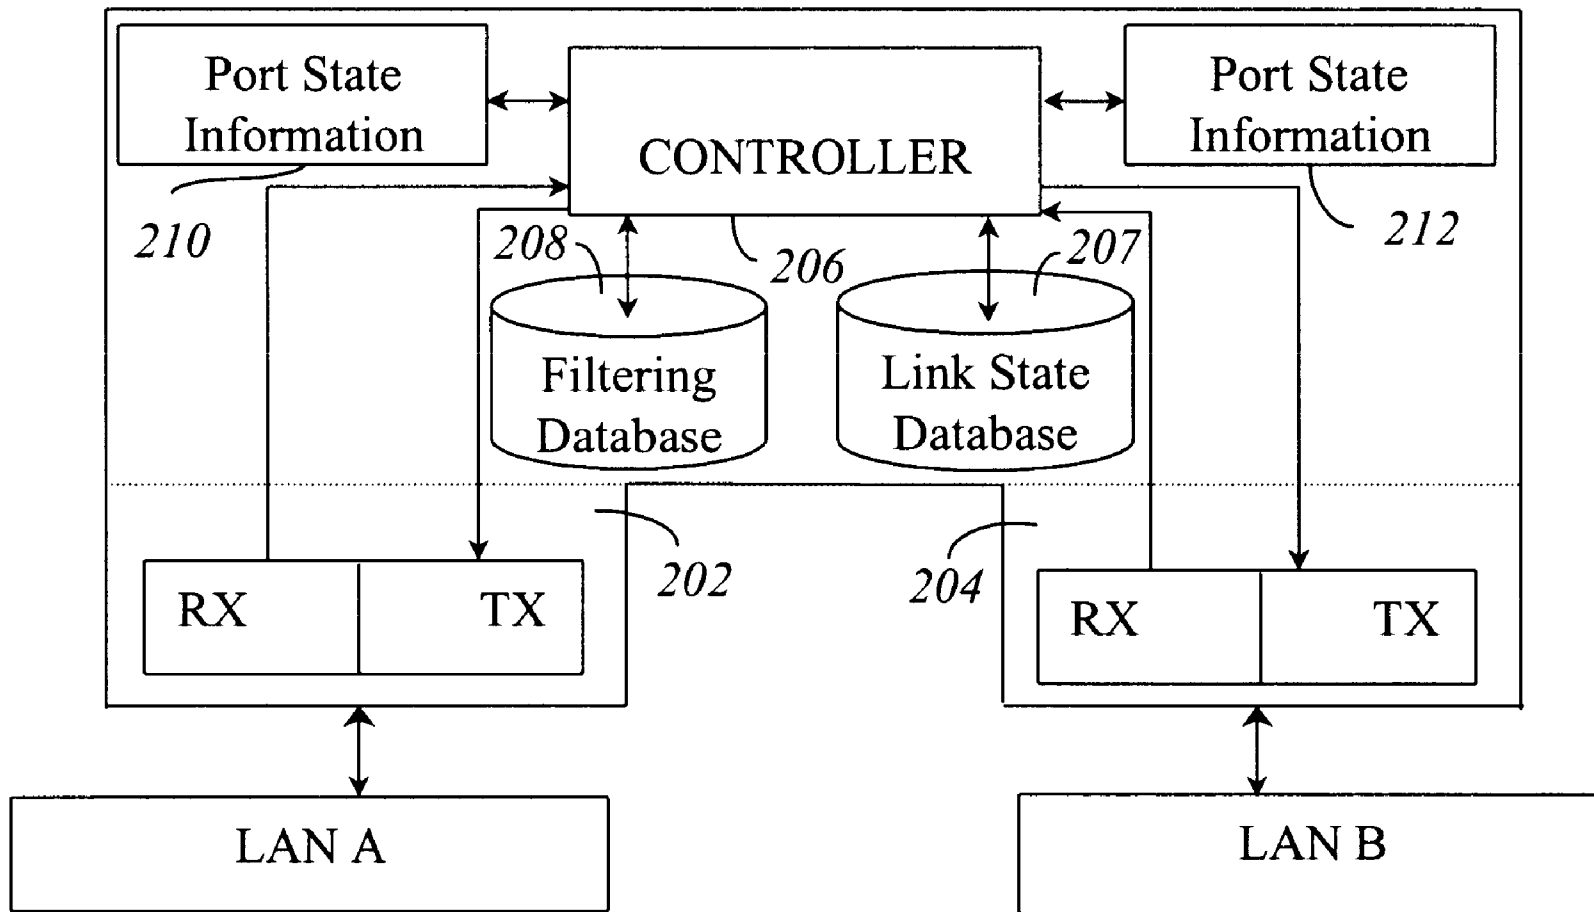 Port State
Information
CONTROLLER
Port State
Information
210
208
206
207
212
Filtering
Database
Link State
Database
202
204
RX
TX
RX
TX
LAN A
LAN B